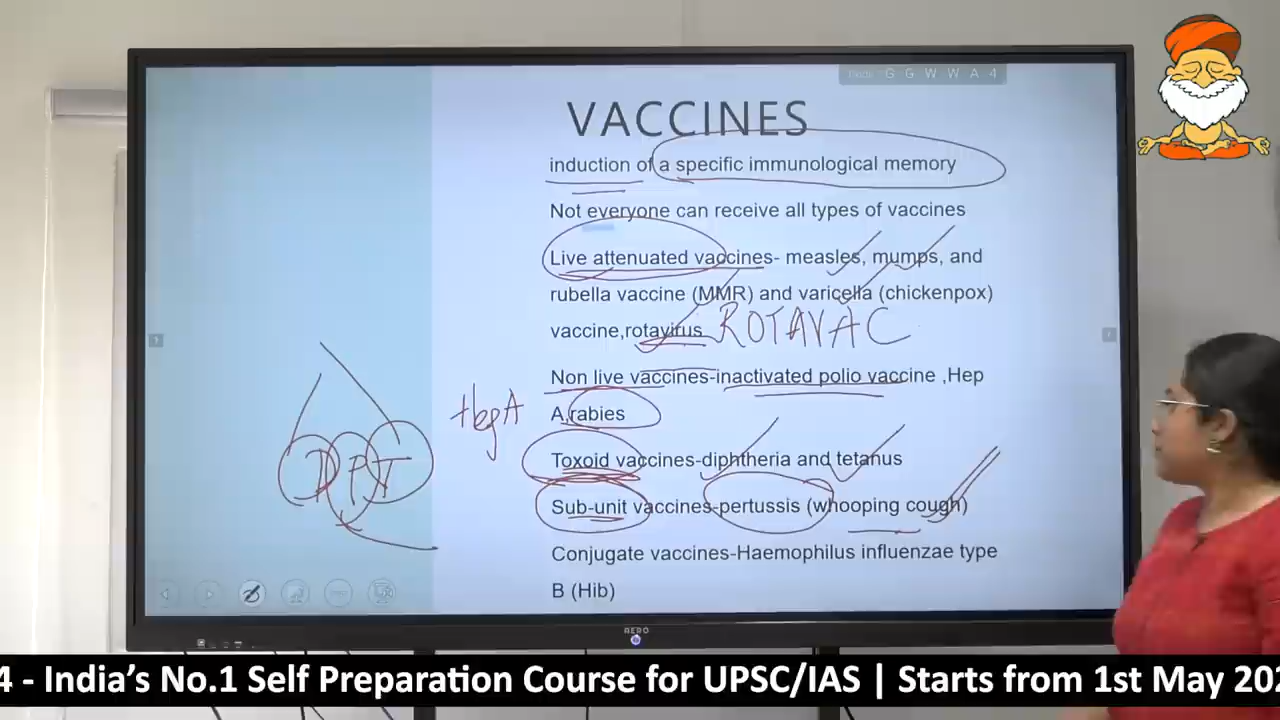 G G W W A 4
VACCINES
induction of a specific immunological memory
Not everyone can receive all types of vaccines
Live attenuated vaccines- measles, mumps, and
rubella vaccine (MMR) and varicella (chickenpox)
vaccine,rotavirus ROTAVAC
Non live vaccines-inactivated polio vaccine ,Hep
A,rabies
Toxoid vaccines-diphtheria and tetanus
DPT
Sub-unit vaccines-pertussis (whooping cough)
Conjugate vaccines-Haemophilus influenzae type
B (Hib)
4 - India's No.1 Self Preparation Course for UPSC/IAS | Starts from 1st May 202